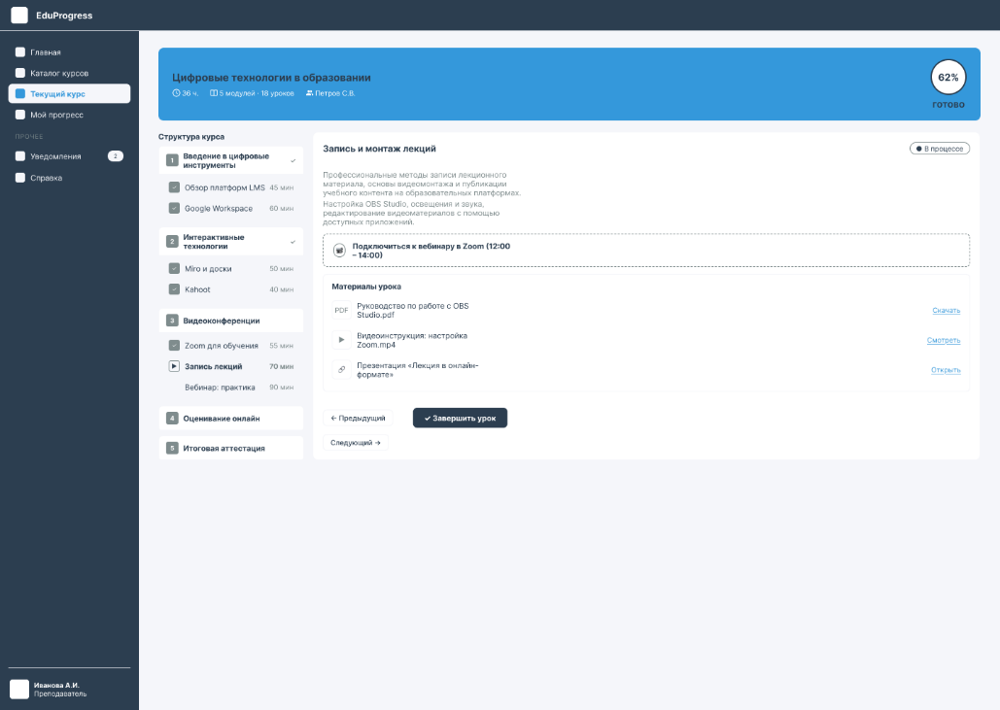 EduProgress
Главная
Каталог курсов
Текущий курс
Мой прогресс
ПРОЧЕЕ
Уведомления 2
Справка
Иванова А.И.
Преподаватель
Цифровые технологии в образовании
36 ч. 5 модулей · 18 уроков Петров С.В.
62%
ГОТОВО
Структура курса
1 Введение в цифровые
инструменты ✓
Обзор платформ LMS 45 мин
Google Workspace 60 мин
2 Интерактивные
технологии ✓
Miro и доски 50 мин
Kahoot 40 мин
3 Видеоконференции
Zoom для обучения 55 мин
Запись лекций 70 мин
Вебинар: практика 90 мин
4 Оценивание онлайн
5 Итоговая аттестация
Запись и монтаж лекций
● В процессе
Профессиональные методы записи лекционного
материала, основы видеомонтажа и публикации
учебного контента на образовательных платформах.
Настройка OBS Studio, освещения и звука,
редактирование видеоматериалов с помощью
доступных приложений.
Подключиться к вебинару в Zoom (12:00
– 14:00)
Материалы урока
PDF Руководство по работе с OBS
Studio.pdf
Скачать
Видеоинструкция: настройка
Zoom.mp4
Смотреть
Презентация «Лекция в онлайн-
формате»
Открыть
← Предыдущий
✓ Завершить урок
Следующий →